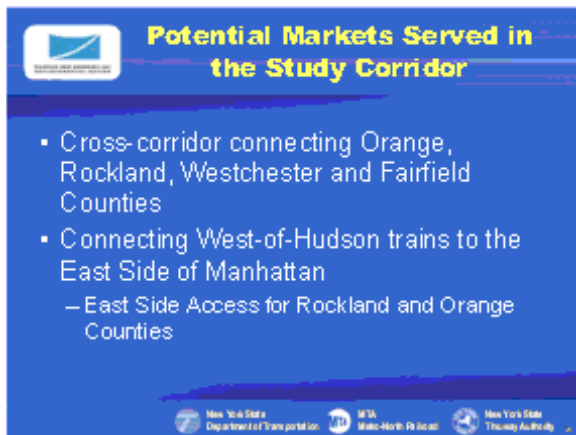 Potential Markets Served in
the Study Corridor
▪ Cross-corridor connecting Orange,
Rockland, Westchester and Fairfield
Counties
▪ Connecting West-of-Hudson trains to the
East Side of Manhattan
– East Side Access for Rockland and Orange
Counties
New York State
Department of Transportation
MTA
MTA
Metro-North Railroad
New York State
Thruway Authority